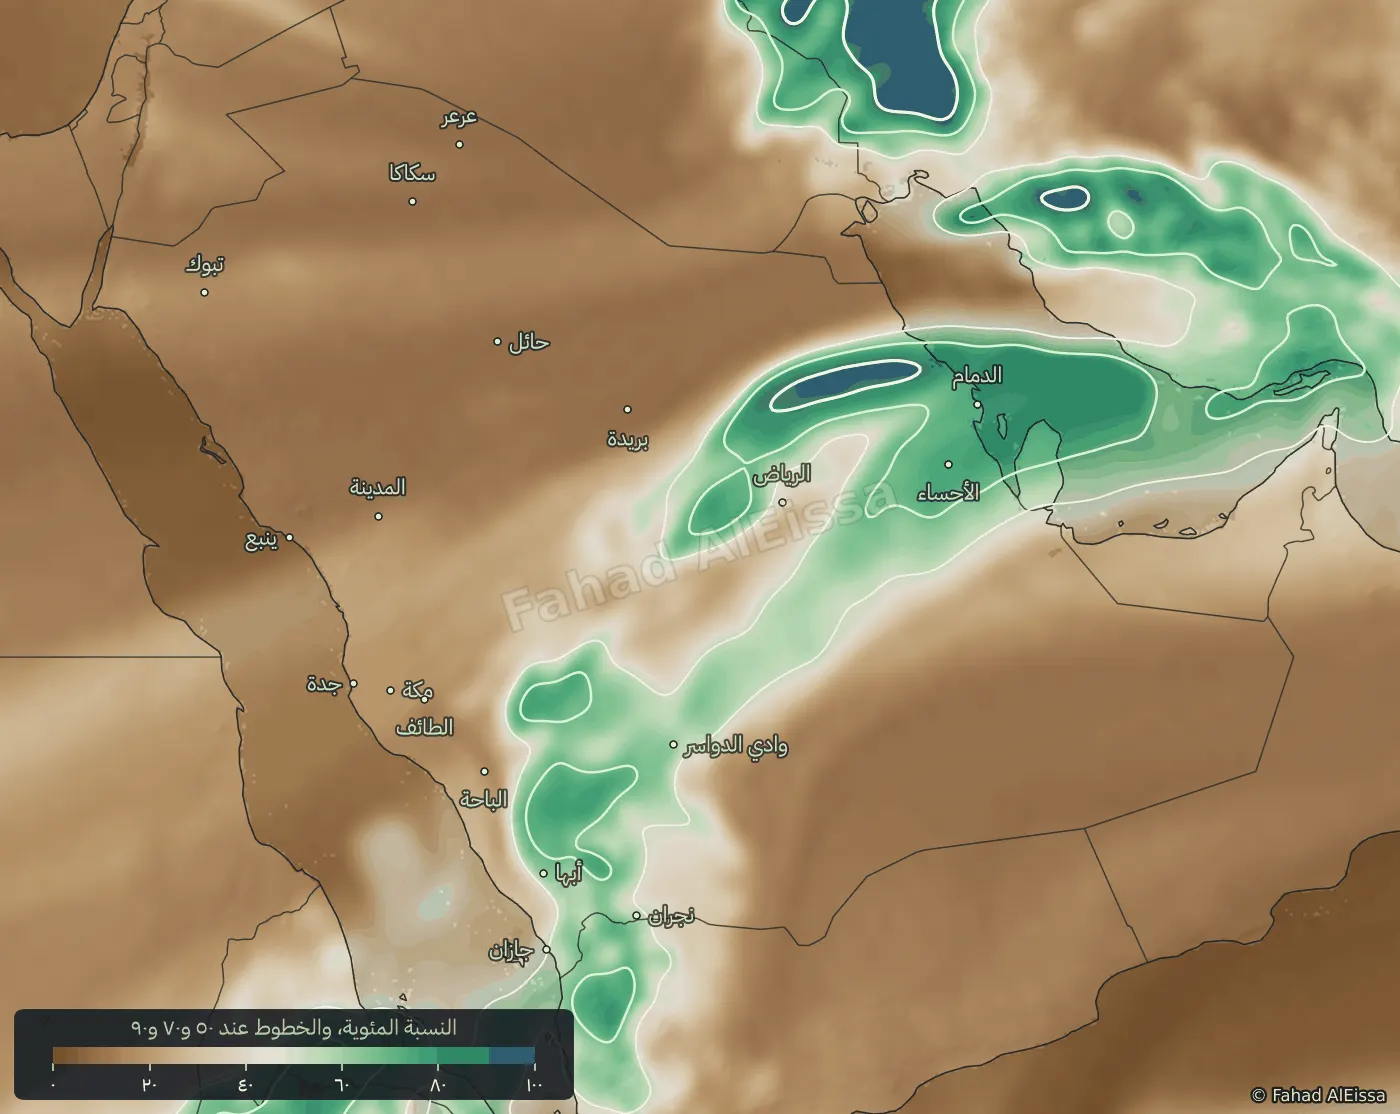 عرعر
سكاكا
تبوك
حائل
الدمام
بريدة
الرياض
المدينة
الأحساء
Fahad AlEissa
ينبع
جدة
مكة
الطائف
وادي الدواسر
الباحة
أبها
نجران
جازان
النسبة المئوية، والخطوط عند ٥٠ و٧٠ و٩٠
٠ ٢٠ ٤٠ ٦٠ ٨٠ ١٠٠
© Fahad AlEissa